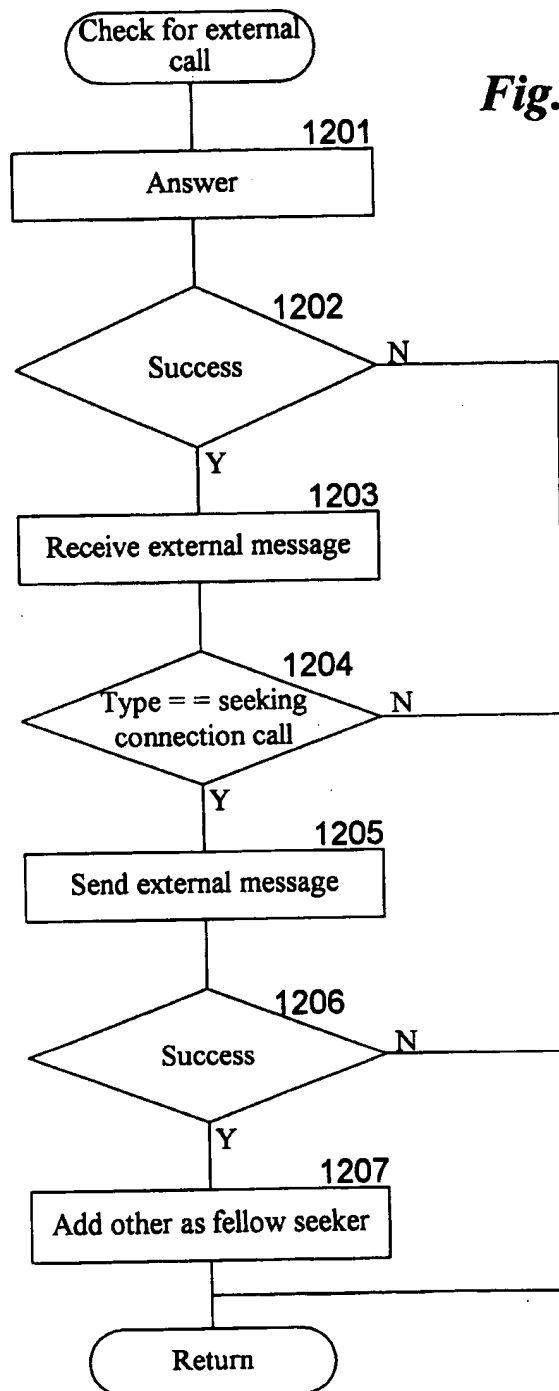 Check for external
call
Fig.
1201
Answer
1202
Success
N
Y
1203
Receive external message
1204
Type = = seeking
connection call
N
Y
1205
Send external message
1206
Success
N
Y
1207
Add other as fellow seeker
Return